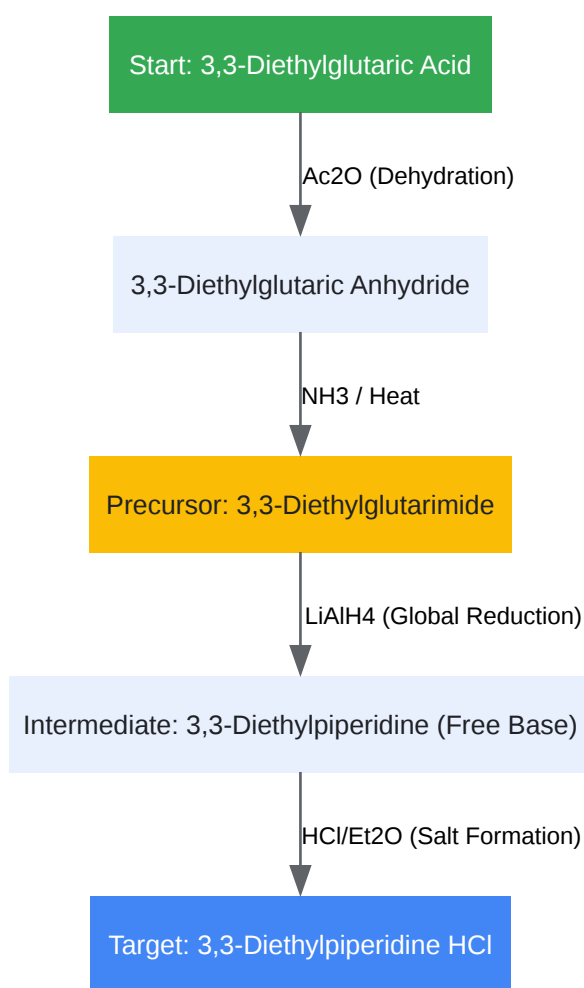 Start: 3,3-Diethylglutaric Acid
Ac2O (Dehydration)
3,3-Diethylglutaric Anhydride
NH3 / Heat
Precursor: 3,3-Diethylglutarimide
LiAlH4 (Global Reduction)
Intermediate: 3,3-Diethylpiperidine (Free Base)
HCl/Et2O (Salt Formation)
Target: 3,3-Diethylpiperidine HCl